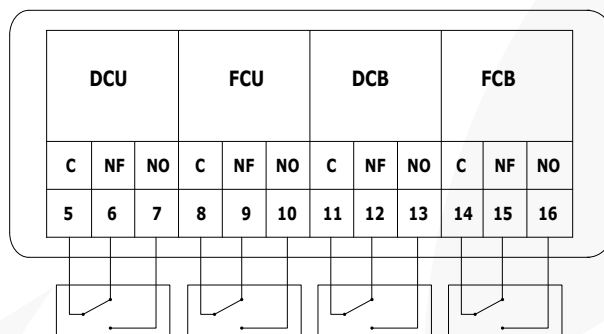 DCU FCU DCB FCB
C NF NO C NF NO C NF NO C NF NO
5 6 7 8 9 10 11 12 13 14 15 16